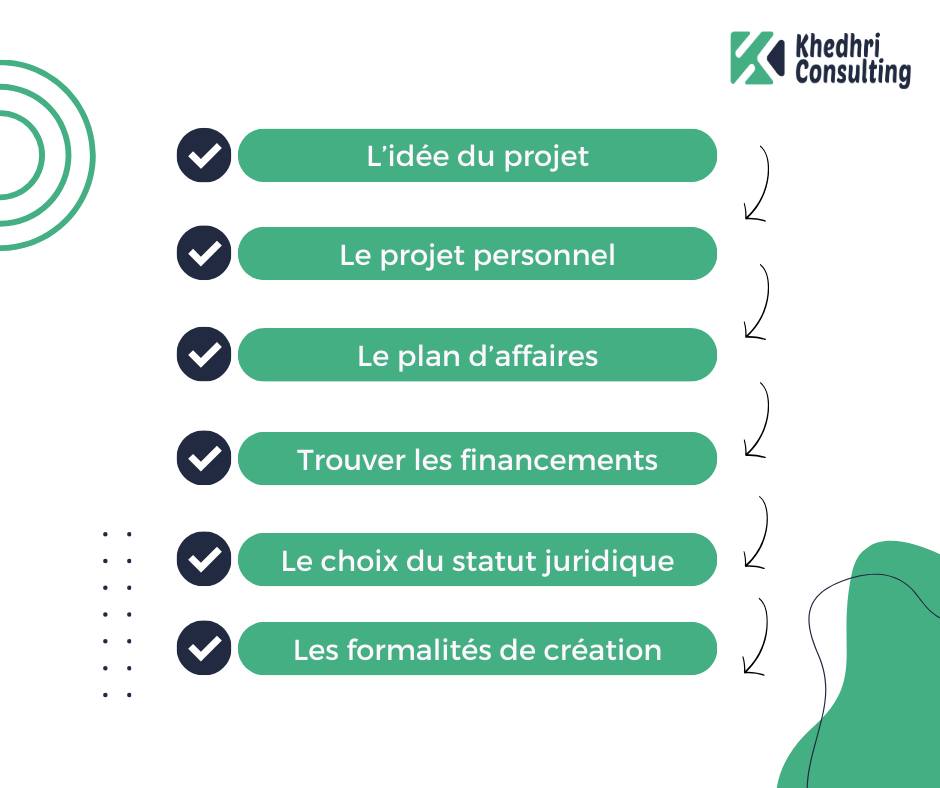 Khedhri
Consulting
L’idée du projet
Le projet personnel
Le plan d’affaires
Trouver les financements
Le choix du statut juridique
Les formalités de création